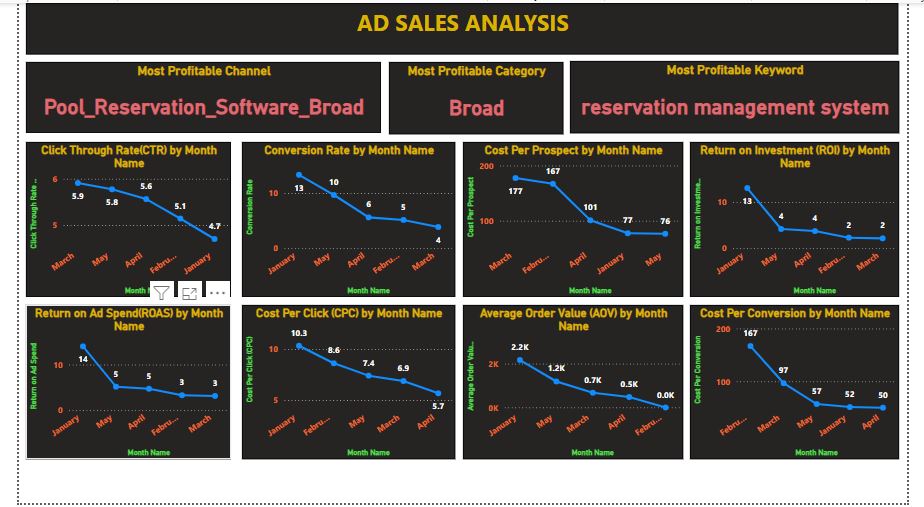 AD SALES ANALYSIS
Most Profitable Channel
Pool_Reservation_Software_Broad
Most Profitable Category
Broad
Most Profitable Keyword
reservation management system
Click Through Rate(CTR) by Month
Name
Click Through Rate ...
6
5
5.9
5.8
5.6
5.1
4.7
March
May
April
Febru...
January
Month N
Conversion Rate by Month Name
Conversion Rate
10
0
13
10
6
5
4
January
May
April
Febru...
March
Month Name
Cost Per Prospect by Month Name
Cost Per Prospect
200
100
177
167
101
77
76
March
Febru...
April
January
May
Month Name
Return on Investment (ROI) by Month
Name
Return on Investme...
10
0
13
4
4
2
2
January
May
April
Febru...
March
Month Name
Return on Ad Spend(ROAS) by Month
Name
Return on Ad Spend
10
0
14
5
5
3
3
January
May
April
Febru...
March
Month Name
Cost Per Click (CPC) by Month Name
Cost Per Click (CPC)
10
5
10.3
8.6
7.4
6.9
5.7
January
Febru...
May
March
April
Month Name
Average Order Value (AOV) by Month
Name
Average Order Valu...
2K
0K
2.2K
1.2K
0.7K
0.5K
0.0K
January
May
March
April
Febru...
Month Name
Cost Per Conversion by Month Name
Cost Per Conversion
200
100
167
97
57
52
50
Febru...
March
May
January
April
Month Name